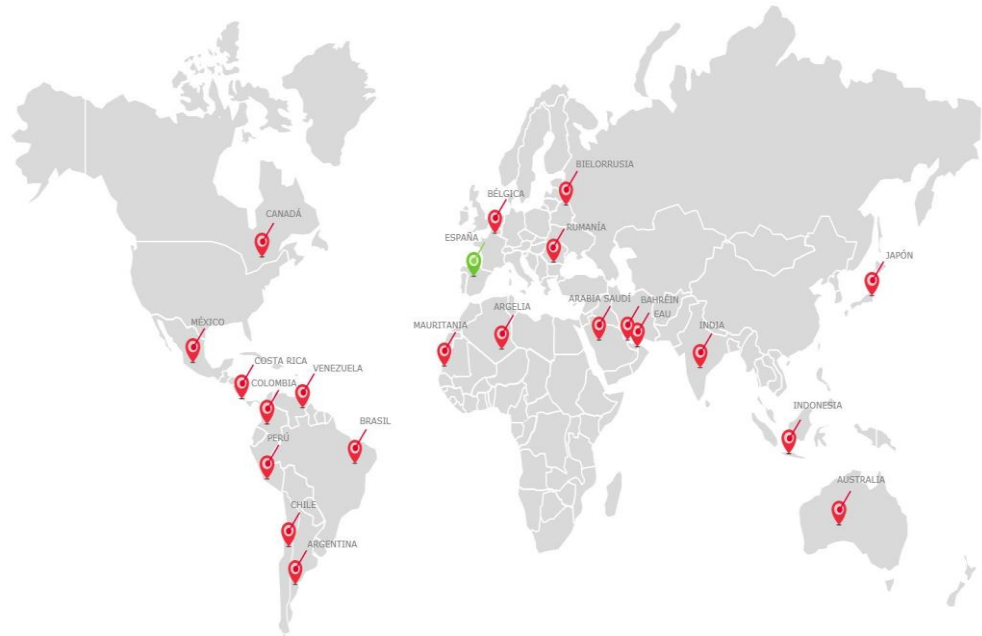 BIELORRUSIA
BÉLGICA
CANADÁ
RUMANÍA
ESPAÑA
JAPÓN
ARABIA SAUDÍ
BAHRÉIN
ARGELIA
EAU
MÉXICO
MAURITANIA
INDIA
COSTA RICA
VENEZUELA
COLOMBIA
INDONESIA
BRASIL
PERÚ
AUSTRALIA
CHILE
ARGENTINA